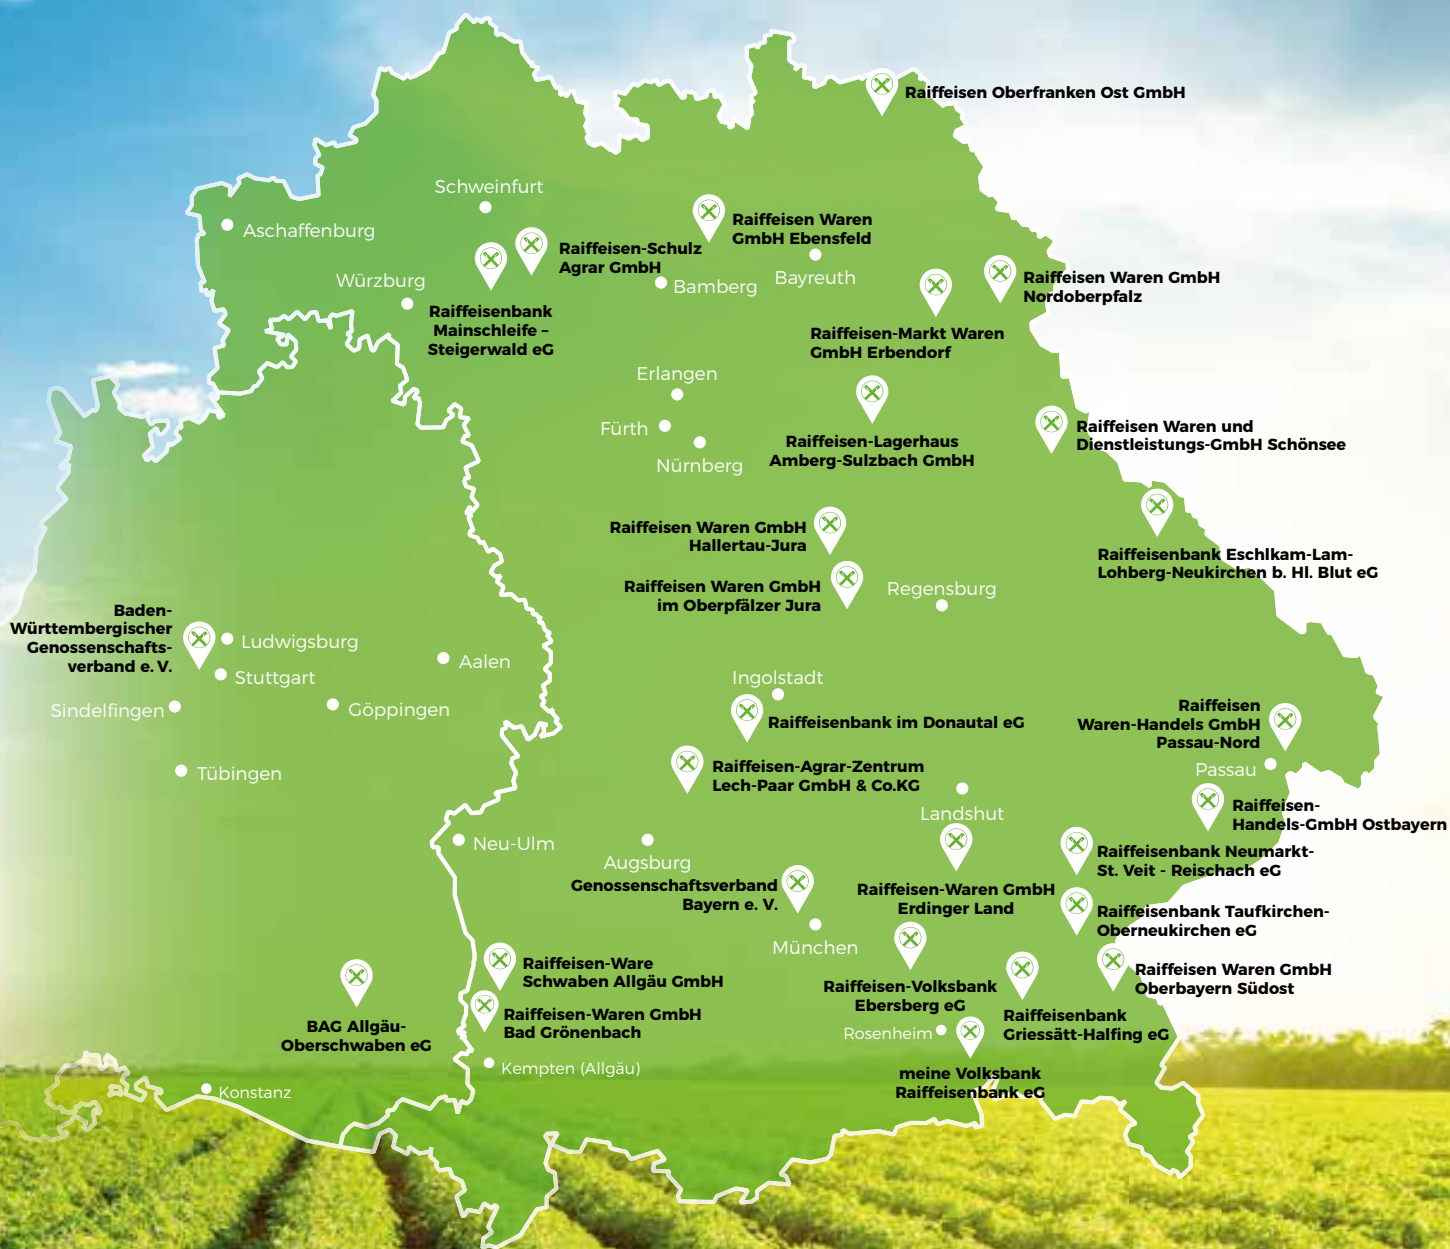 Raiffeisen Oberfranken Ost GmbH
Schweinfurt
Aschaffenburg
Raiffeisen Waren
GmbH Ebensfeld
Raiffeisen-Schulz
Agrar GmbH
Würzburg
Bamberg
Bayreuth
Raiffeisen Waren GmbH
Nordoberpfalz
Raiffeisenbank
Mainschleife –
Steigerwald eG
Raiffeisen-Markt Waren
GmbH Erbendorf
Erlangen
Fürth
Nürnberg
Raiffeisen-Lagerhaus
Amberg-Sulzbach GmbH
Raiffeisen Waren und
Dienstleistungs-GmbH Schönsee
Raiffeisen Waren GmbH
Hallertau-Jura
Raiffeisenbank Eschlkam-Lam-
Lohberg-Neukirchen b. Hl. Blut eG
Raiffeisen Waren GmbH
im Oberpfälzer Jura
Regensburg
Baden-
Württembergischer
Genossenschafts-
verband e. V.
Ludwigsburg
Stuttgart
Aalen
Sindelfingen
Göppingen
Tübingen
Ingolstadt
Raiffeisenbank im Donautal eG
Raiffeisen
Waren-Handels GmbH
Passau-Nord
Passau
Raiffeisen-Agrar-Zentrum
Lech-Paar GmbH & Co.KG
Landshut
Raiffeisen-
Handels-GmbH Ostbayern
Neu-Ulm
Augsburg
Raiffeisenbank Neumarkt-
St. Veit - Reischach eG
Genossenschaftsverband
Bayern e. V.
Raiffeisen-Waren GmbH
Erdinger Land
Raiffeisenbank Taufkirchen-
Oberneukirchen eG
München
Raiffeisen-Ware
Schwaben Allgäu GmbH
Raiffeisen Waren GmbH
Oberbayern Südost
Raiffeisen-Volksbank
Ebersberg eG
Raiffeisen-Waren GmbH
Bad Grönenbach
Raiffeisenbank
Griessätt-Halfing eG
BAG Allgäu-
Oberschwaben eG
Rosenheim
Kempten (Allgäu)
meine Volksbank
Raiffeisenbank eG
Konstanz